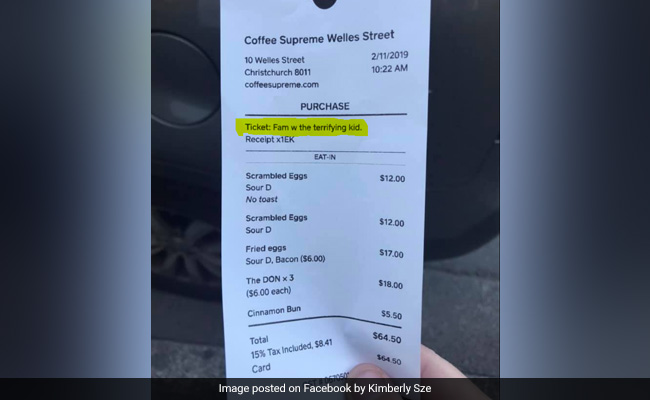 Coffee Supreme Welles Street
10 Welles Street
2/11/2019
Christchurch 8011
10:22 AM
coffeesupreme.com
PURCHASE
Ticket: Fam w the terrifying kid.
Receipt x1EK
EAT-IN
Scrambled Eggs $12.00
Sour D
No toast
Scrambled Eggs $12.00
Sour D
Fried eggs $17.00
Sour D, Bacon ($6.00)
The DON x 3 $18.00
($6.00 each)
Cinnamon Bun $5.50
Total $64.50
15% Tax Included, $8.41
Card $64.50
Image posted on Facebook by Kimberly Sze